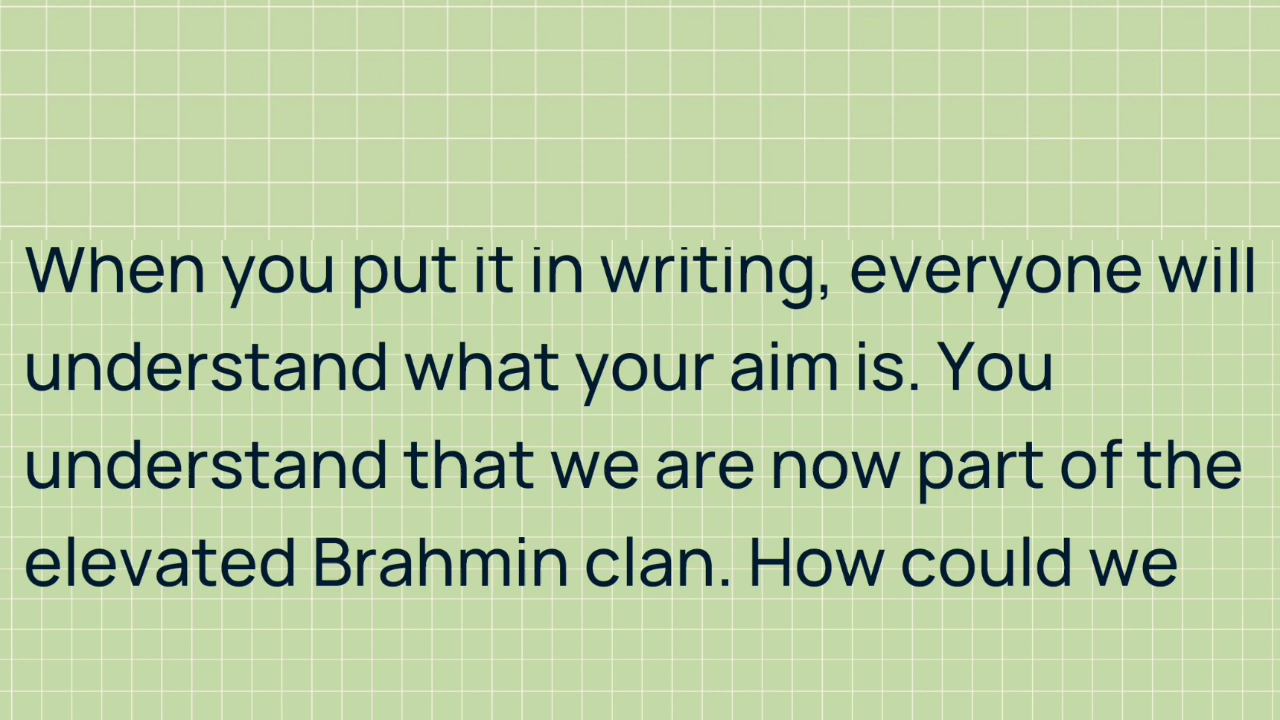 When you put it in writing, everyone will
understand what your aim is. You
understand that we are now part of the
elevated Brahmin clan. How could we